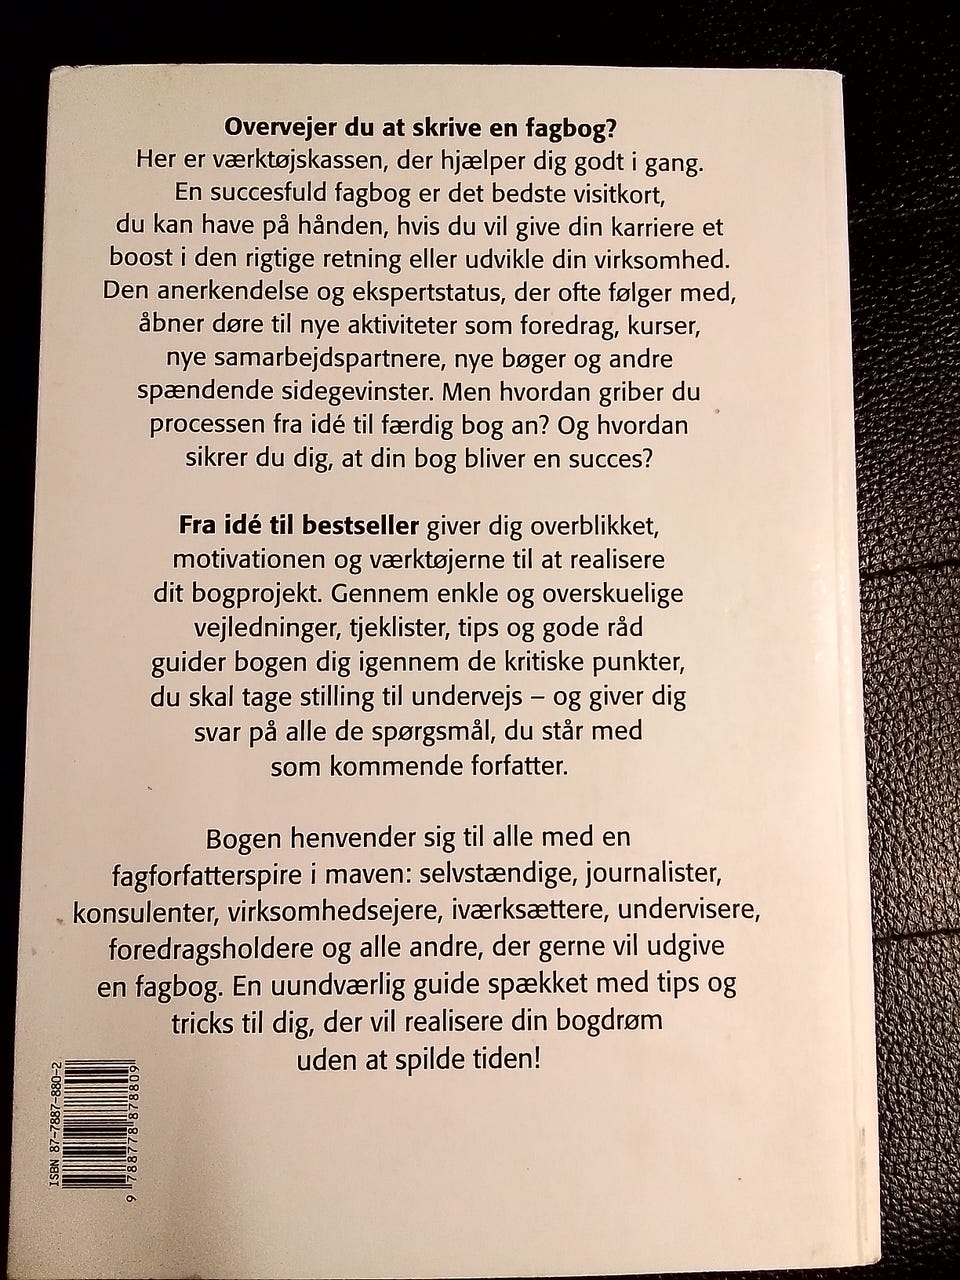 Overvejer du at skrive en fagbog?
Her er værktøjskassen, der hjælper dig godt i gang.
En succesfuld fagbog er det bedste visitkort,
du kan have på hånden, hvis du vil give din karriere et
boost i den rigtige retning eller udvikle din virksomhed.
Den anerkendelse og ekspertstatus, der ofte følger med,
åbner døre til nye aktiviteter som foredrag, kurser,
nye samarbejdspartnere, nye bøger og andre
spændende sidegevinster. Men hvordan griber du
processen fra idé til færdig bog an? Og hvordan
sikrer du dig, at din bog bliver en succes?
Fra idé til bestseller giver dig overblikket,
motivationen og værktøjerne til at realisere
dit bogprojekt. Gennem enkle og overskuelige
vejledninger, tjeklister, tips og gode råd
guider bogen dig igennem de kritiske punkter,
du skal tage stilling til undervejs – og giver dig
svar på alle de spørgsmål, du står med
som kommende forfatter.
Bogen henvender sig til alle med en
fagforfatterspire i maven: selvstændige, journalister,
konsulenter, virksomhedsejere, iværksættere, undervisere,
foredragsholdere og alle andre, der gerne vil udgive
en fagbog. En uundværlig guide spækket med tips og
tricks til dig, der vil realisere din bogdrøm
uden at spilde tiden!
ISBN 87-7887-880-2
9 788778 878809